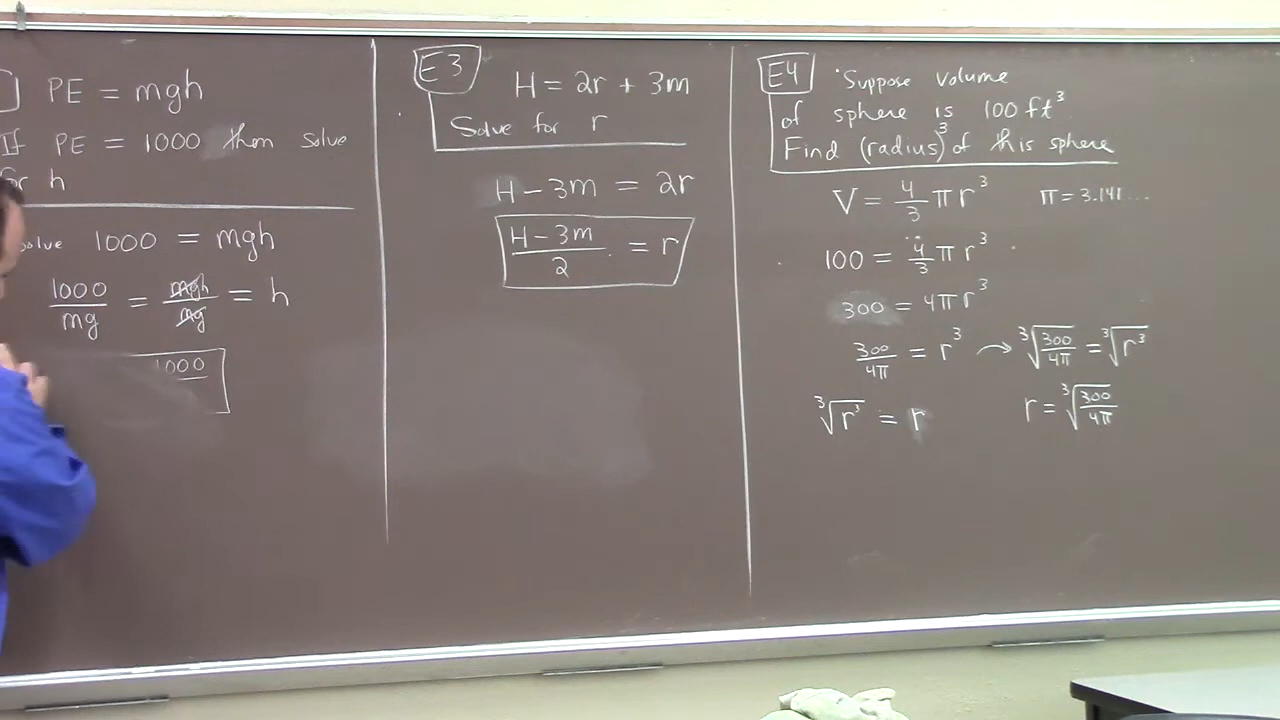 PE = mgh
If PE = 1000 then solve
for h
solve 1000 = mgh
1000/mg = mgh/mg = h
1000
E3 H = 2r + 3m
Solve for r
H - 3m = 2r
(H - 3m)/2 = r
E4 Suppose volume
of sphere is 100 ft³
Find (radius)³ of this sphere
V = 4/3 π r³ π = 3.141...
100 = 4/3 π r³
300 = 4πr³
300/4π = r³ → ∛(300/4π) = ∛r³
∛r³ = r r = ∛(300/4π)